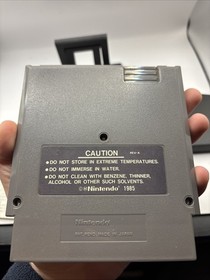 CAUTION
• DO NOT STORE IN EXTREME TEMPERATURES.
• DO NOT IMMERSE IN WATER.
• DO NOT CLEAN WITH BENZENE, THINNER,
ALCOHOL OR OTHER SUCH SOLVENTS.
©®Nintendo® 1985
Nintendo